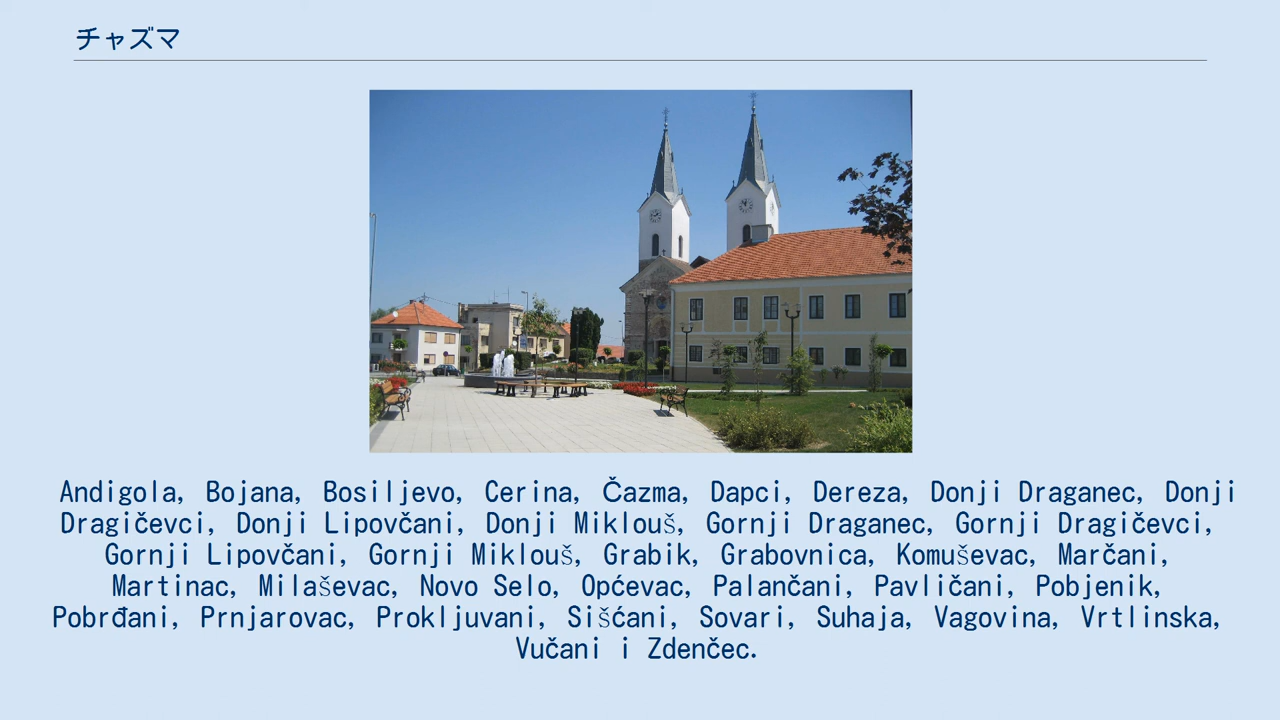 チャズマ
Andigola, Bojana, Bosiljevo, Cerina, Čazma, Dapci, Dereza, Donji Draganec, Donji
Dragičevci, Donji Lipovčani, Donji Miklouš, Gornji Draganec, Gornji Dragičevci,
Gornji Lipovčani, Gornji Miklouš, Grabik, Grabovnica, Komuševac, Marčani,
Martinac, Milaševac, Novo Selo, Općevac, Palančani, Pavličani, Pobjenik,
Pobrđani, Prnjarovac, Prokljuvani, Sišćani, Sovari, Suhaja, Vagovina, Vrtlinska,
Vučani i Zdenčec.